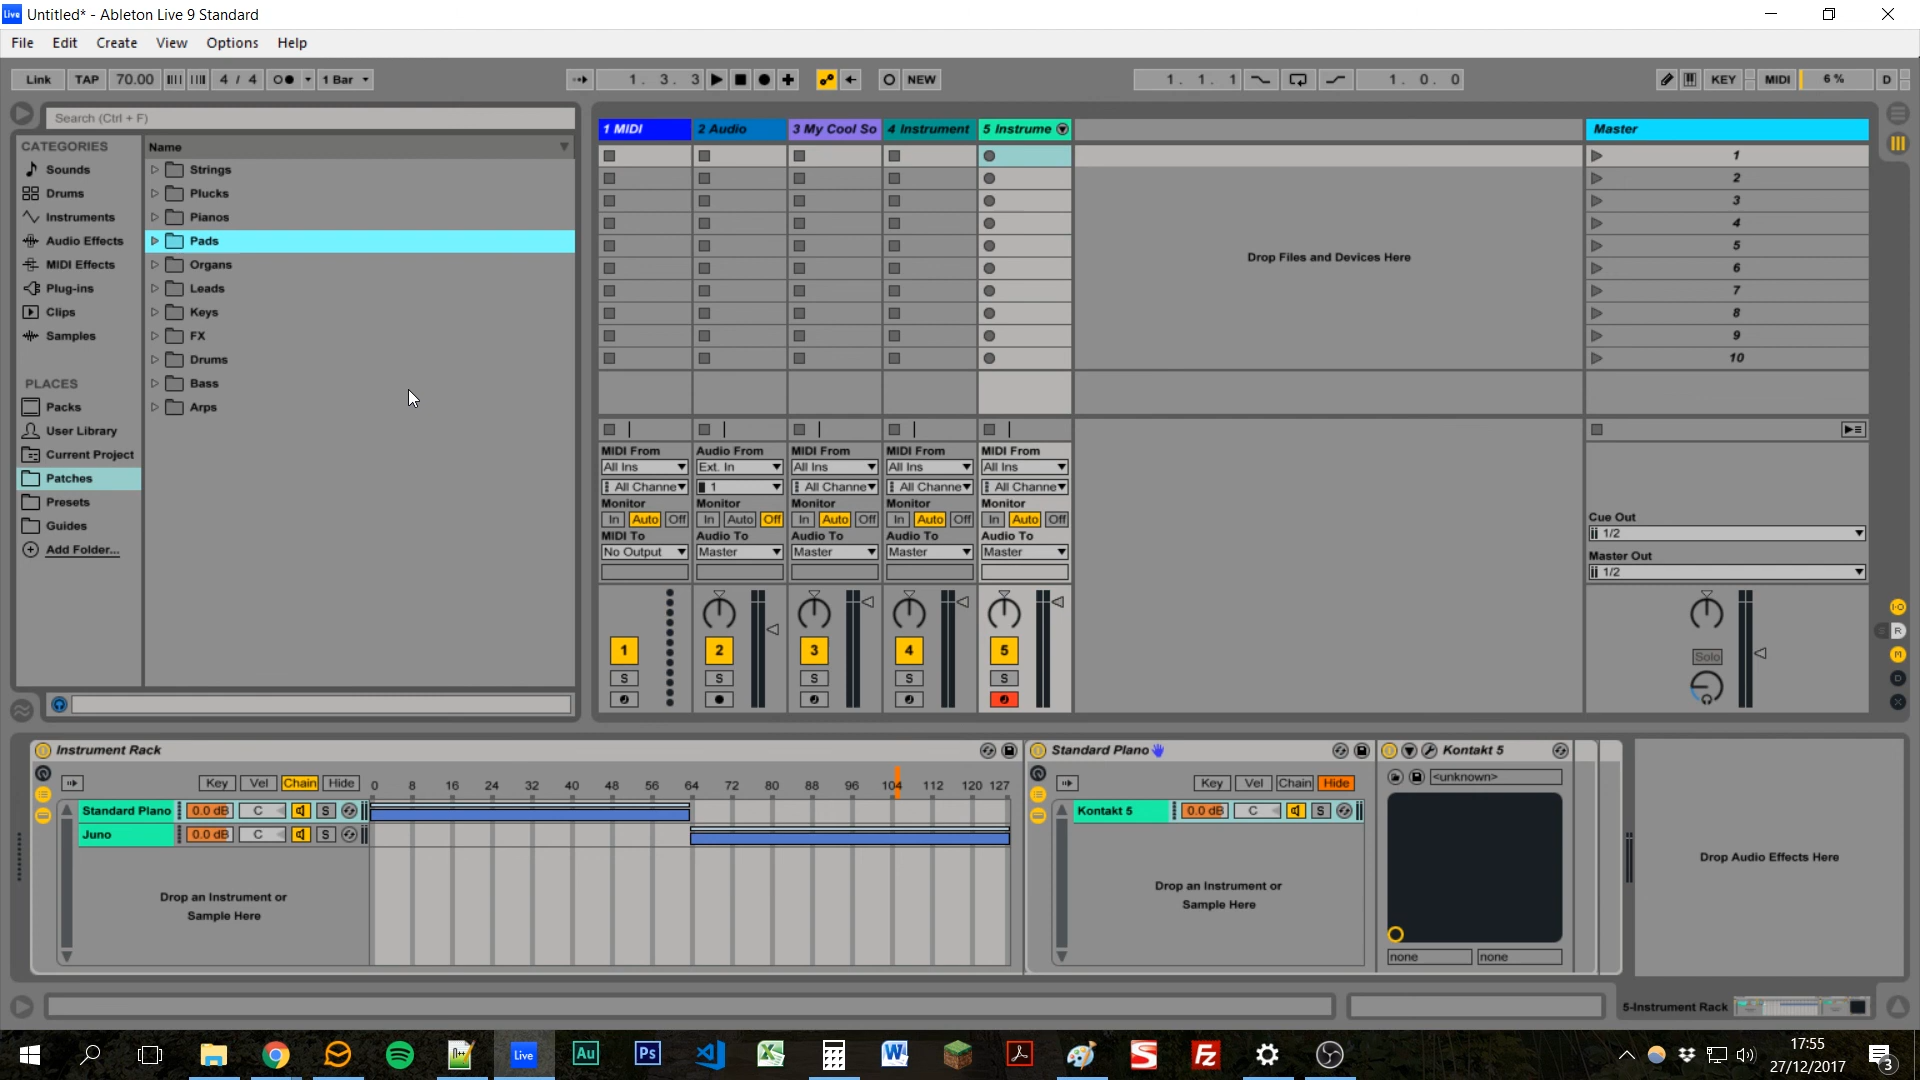 Live Untitled* - Ableton Live 9 Standard
File Edit Create View Options Help
Link TAP 70.00 4 / 4 1 Bar 1. 3. 3 NEW 1. 1. 1 1. 0. 0 KEY MIDI 6 % D
Search (Ctrl + F)
CATEGORIES
Sounds
Drums
Instruments
Audio Effects
MIDI Effects
Plug-ins
Clips
Samples
PLACES
Packs
User Library
Current Project
Patches
Presets
Guides
Add Folder...
Name
Strings
Plucks
Pianos
Pads
Organs
Leads
Keys
FX
Drums
Bass
Arps
1 MIDI 2 Audio 3 My Cool So 4 Instrument 5 Instrume Master
1
2
3
4
5
6
7
8
9
10
Drop Files and Devices Here
MIDI From Audio From MIDI From MIDI From MIDI From
All Ins Ext. In All Ins All Ins All Ins
All Channe 1 All Channe All Channe All Channe
Monitor Monitor Monitor Monitor Monitor
In Auto Off In Auto Off In Auto Off In Auto Off In Auto Off
MIDI To Audio To Audio To Audio To Audio To
No Output Master Master Master Master
Cue Out
1/2
Master Out
1/2
1 2 3 4 5 Solo
S S S S S
I·O
R
M
D
X
Instrument Rack
Key Vel Chain Hide 0 8 16 24 32 40 48 56 64 72 80 88 96 104 112 120 127
Standard Piano 0.0 dB C S
Juno 0.0 dB C S
Drop an Instrument or
Sample Here
Standard Piano
Key Vel Chain Hide
Kontakt 5 0.0 dB C S
Drop an Instrument or
Sample Here
Kontakt 5
<unknown>
none none
Drop Audio Effects Here
5-Instrument Rack
Live Au Ps
17:55
27/12/2017
3